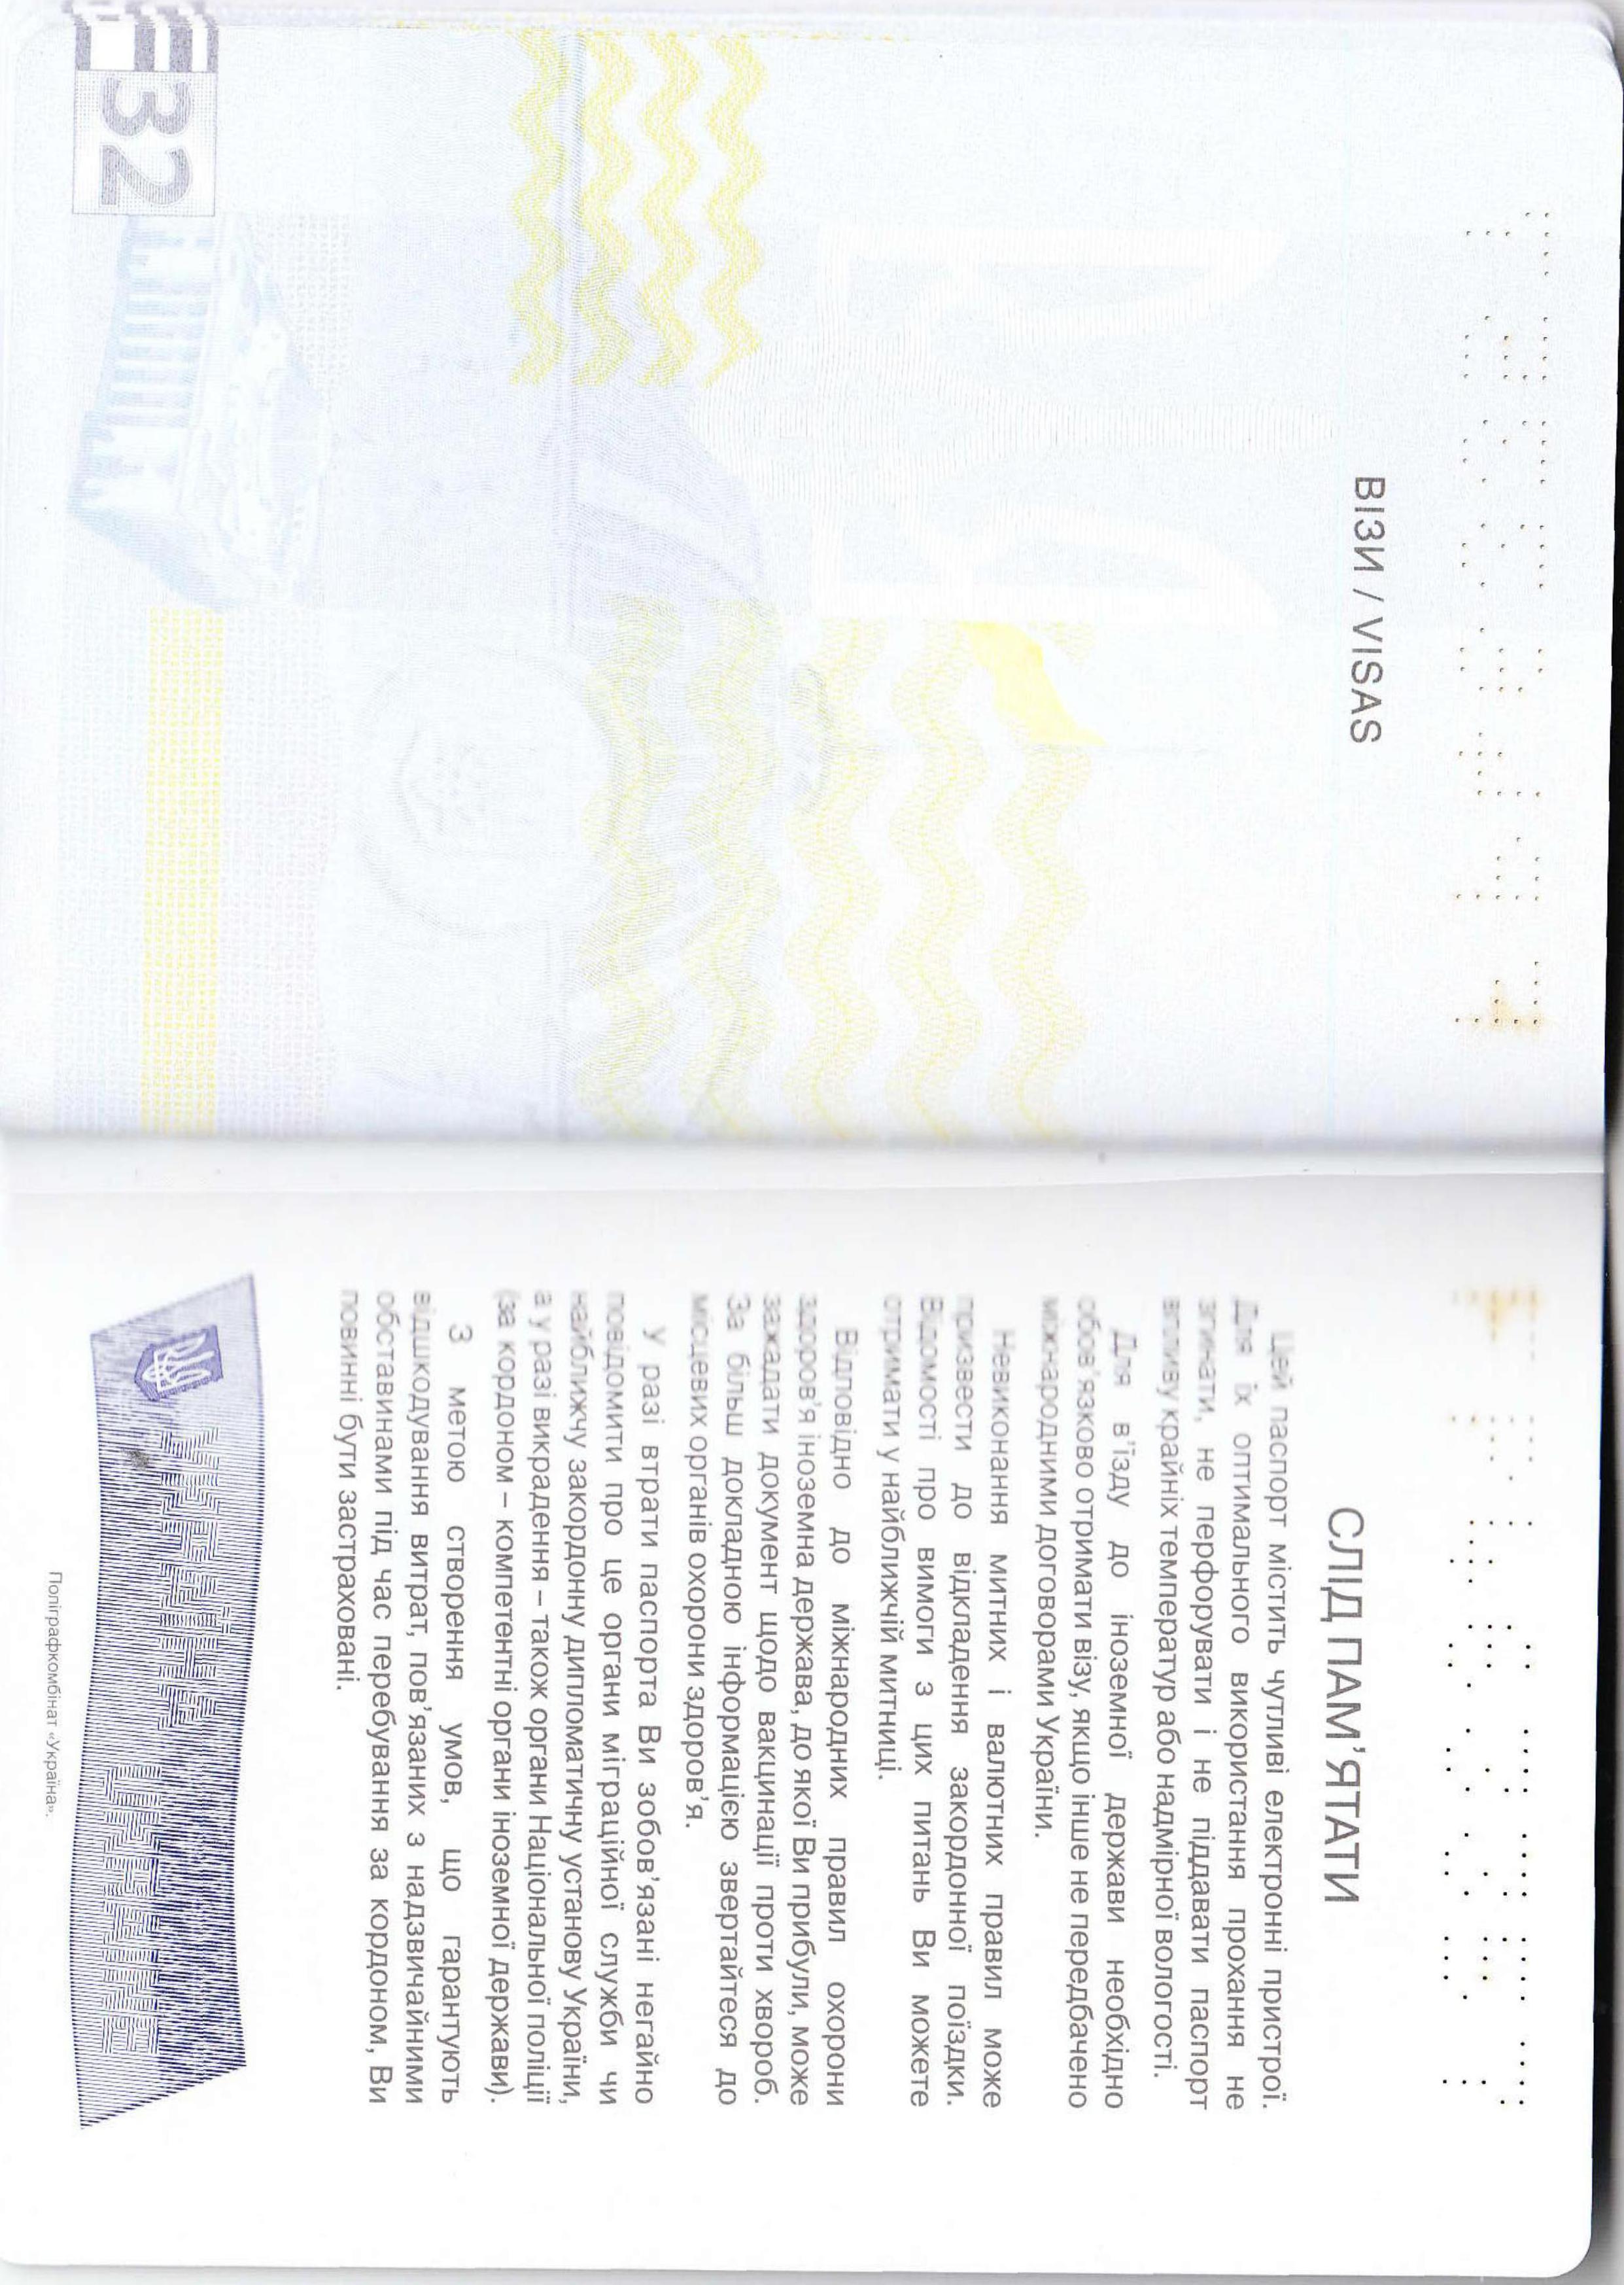 ВІЗИ / VISAS
32
СЛІД ПАМ'ЯТАТИ
Цей паспорт містить чутливі електронні пристрої.
Для їх оптимального використання прохання не
згинати, не перфорувати і не піддавати паспорт
впливу крайніх температур або надмірної вологості.
Для в'їзду до іноземної держави необхідно
обов'язково отримати візу, якщо інше не передбачено
міжнародними договорами України.
Невиконання митних і валютних правил може
призвести до відкладення закордонної поїздки.
Відомості про вимоги з цих питань Ви можете
отримати у найближчій митниці.
Відповідно до міжнародних правил охорони
здоров'я іноземна держава, до якої Ви прибули, може
зажадати документ щодо вакцинації проти хвороб.
За більш докладною інформацією звертайтеся до
місцевих органів охорони здоров'я.
У разі втрати паспорта Ви зобов'язані негайно
повідомити про це органи міграційної служби чи
найближчу закордонну дипломатичну установу України,
а у разі викрадення – також органи Національної поліції
(за кордоном – компетентні органи іноземної держави).
З метою створення умов, що гарантують
відшкодування витрат, пов'язаних з надзвичайними
обставинами під час перебування за кордоном, Ви
повинні бути застраховані.
УКРАЇНА
UKRAINE
Поліграфкомбінат «Україна».